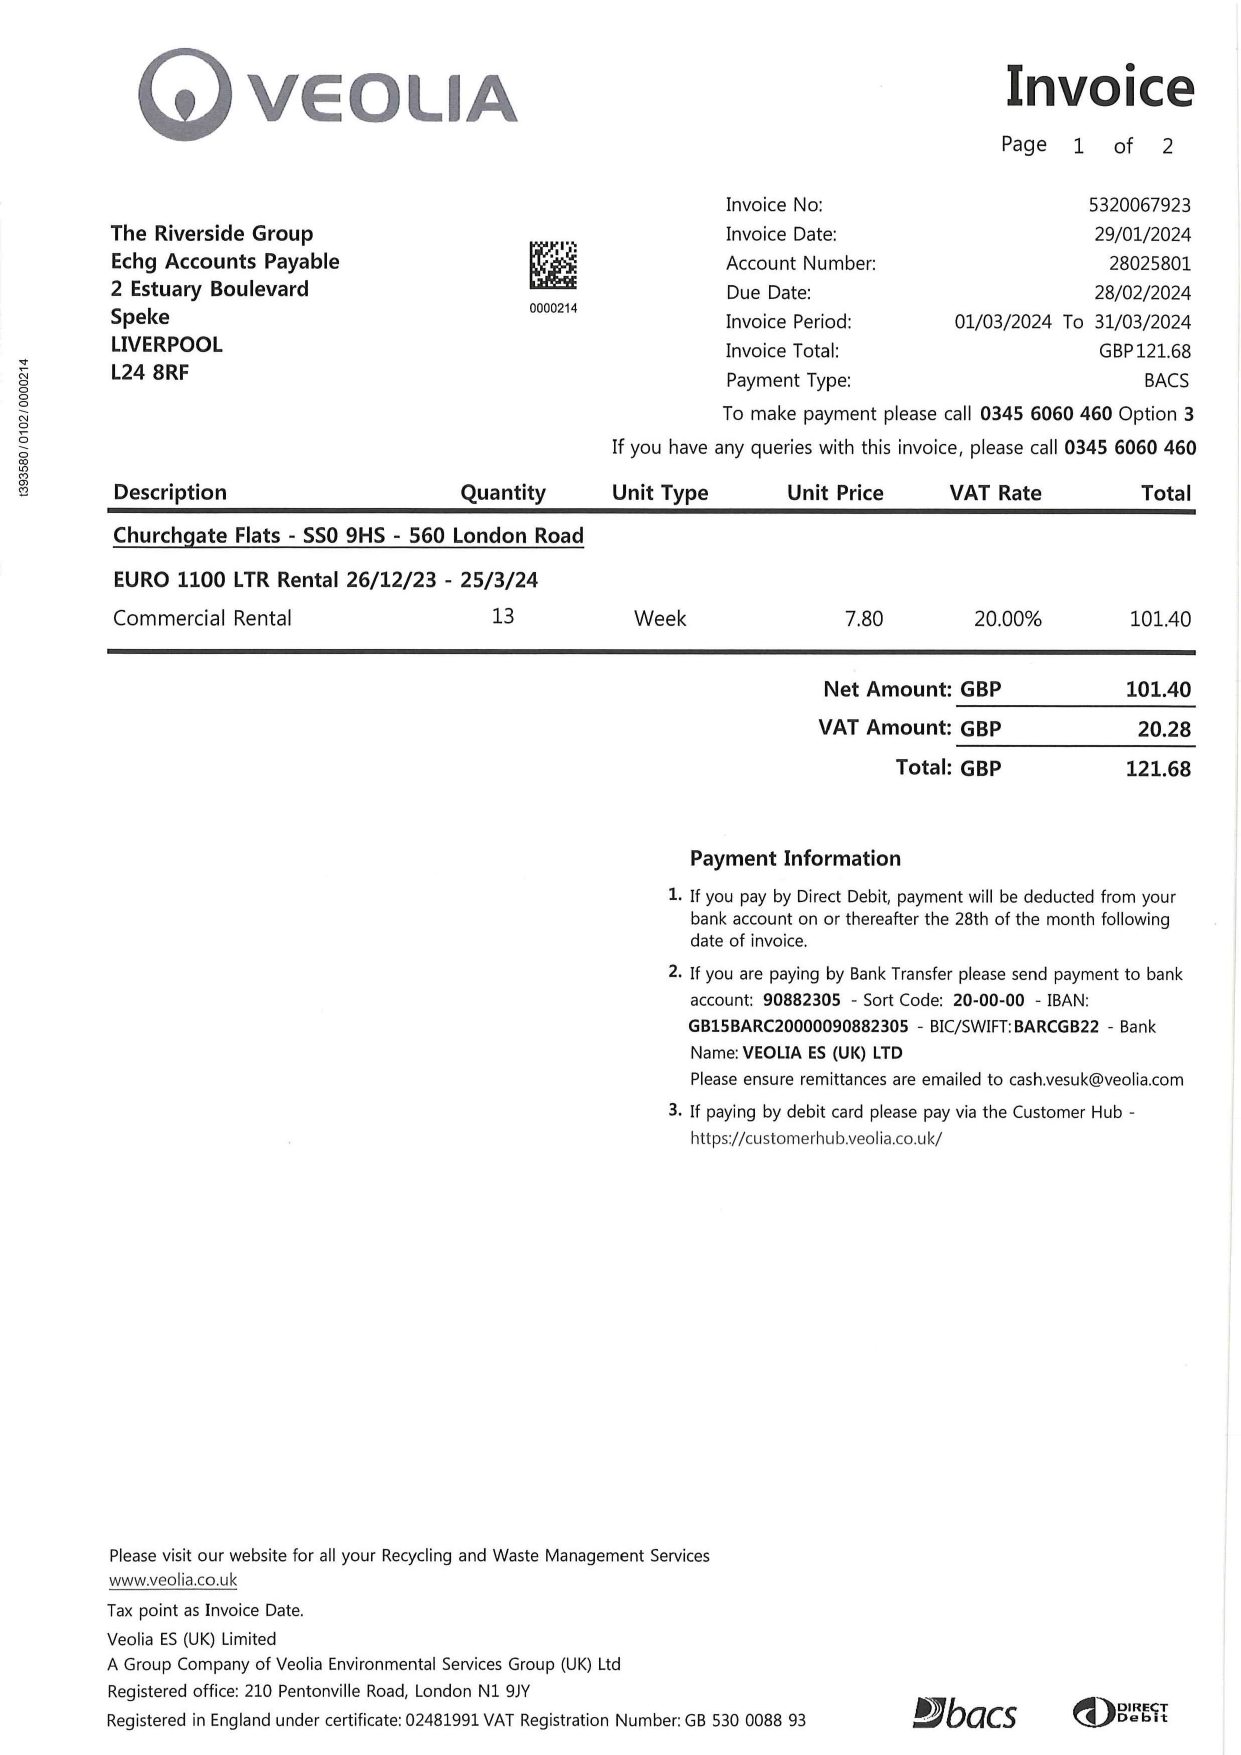 VEOLIA
Invoice
Page 1 of 2
Invoice No: 5320067923
Invoice Date: 29/01/2024
Account Number: 28025801
Due Date: 28/02/2024
Invoice Period: 01/03/2024 To 31/03/2024
Invoice Total: GBP121.68
Payment Type: BACS
To make payment please call 0345 6060 460 Option 3
If you have any queries with this invoice, please call 0345 6060 460
The Riverside Group
Echg Accounts Payable
2 Estuary Boulevard
Speke
LIVERPOOL
L24 8RF
0000214
t393580/0102/0000214
Description Quantity Unit Type Unit Price VAT Rate Total
Churchgate Flats - SS0 9HS - 560 London Road
EURO 1100 LTR Rental 26/12/23 - 25/3/24
Commercial Rental 13 Week 7.80 20.00% 101.40
Net Amount: GBP 101.40
VAT Amount: GBP 20.28
Total: GBP 121.68
Payment Information
1. If you pay by Direct Debit, payment will be deducted from your
bank account on or thereafter the 28th of the month following
date of invoice.
2. If you are paying by Bank Transfer please send payment to bank
account: 90882305 - Sort Code: 20-00-00 - IBAN:
GB15BARC20000090882305 - BIC/SWIFT: BARCGB22 - Bank
Name: VEOLIA ES (UK) LTD
Please ensure remittances are emailed to cash.vesuk@veolia.com
3. If paying by debit card please pay via the Customer Hub -
https://customerhub.veolia.co.uk/
Please visit our website for all your Recycling and Waste Management Services
www.veolia.co.uk
Tax point as Invoice Date.
Veolia ES (UK) Limited
A Group Company of Veolia Environmental Services Group (UK) Ltd
Registered office: 210 Pentonville Road, London N1 9JY
Registered in England under certificate: 02481991 VAT Registration Number: GB 530 0088 93
bacs
DIRECT
Debit